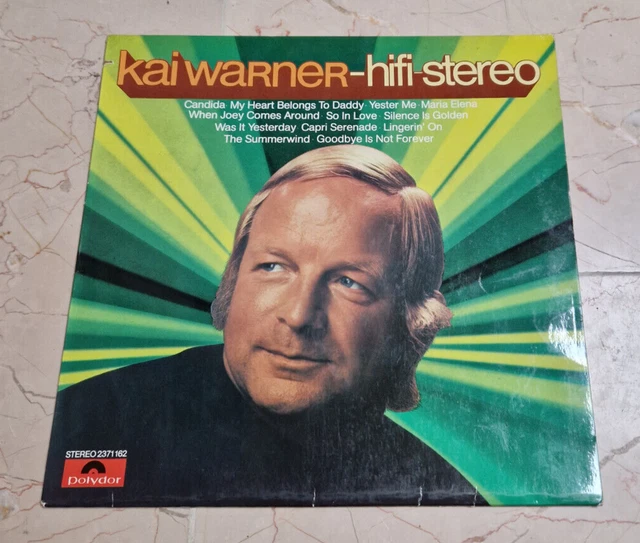 kai warner-hifi-stereo
Candida · My Heart Belongs To Daddy · Yester Me · Maria Elena
When Joey Comes Around · So In Love · Silence Is Golden
Was It Yesterday · Capri Serenade · Lingerin' On
The Summerwind · Goodbye Is Not Forever
STEREO 2371 162
Polydor